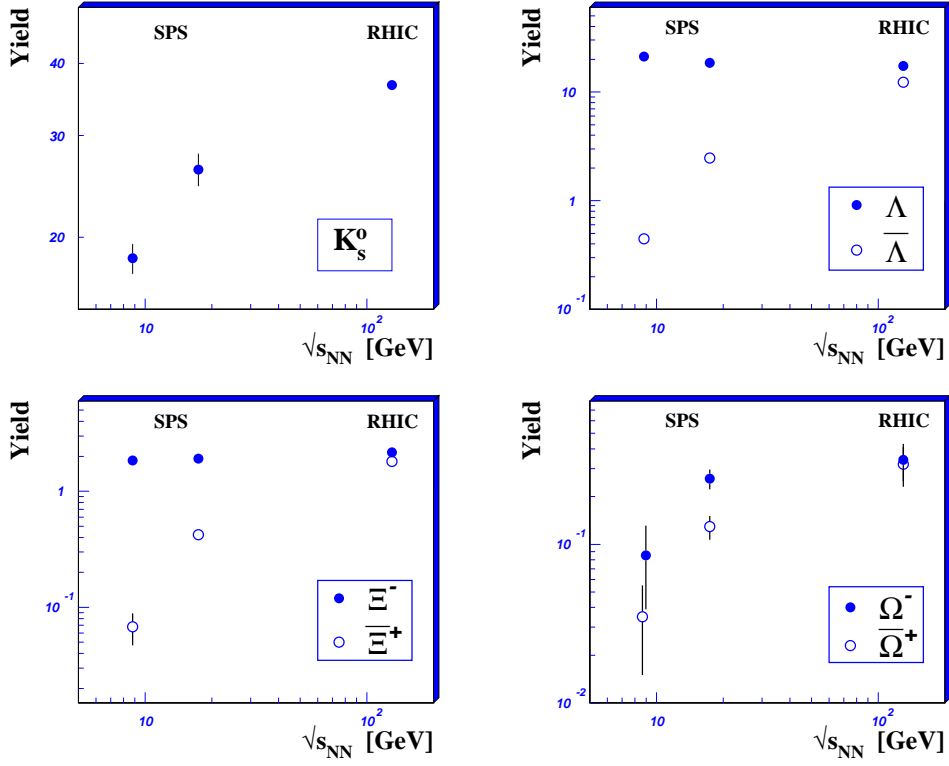 Yield
SPS RHIC
40
30
20
K⁰ₛ
10 10²
√sNN [GeV]
Yield
SPS RHIC
10
1
10⁻¹
Λ
Λ̅
10 10²
√sNN [GeV]
Yield
SPS RHIC
1
10⁻¹
Ξ⁻
Ξ̅⁺
10 10²
√sNN [GeV]
Yield
SPS RHIC
10⁻¹
10⁻²
Ω⁻
Ω̅⁺
10 10²
√sNN [GeV]